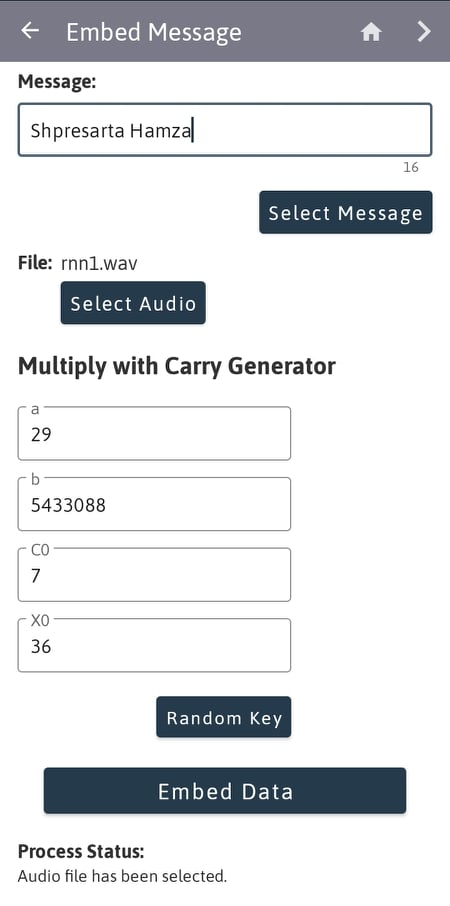 Embed Message
Message:
Shpresarta Hamza
16
Select Message
File: rnn1.wav
Select Audio
Multiply with Carry Generator
a
29
b
5433088
C0
7
X0
36
Random Key
Embed Data
Process Status:
Audio file has been selected.